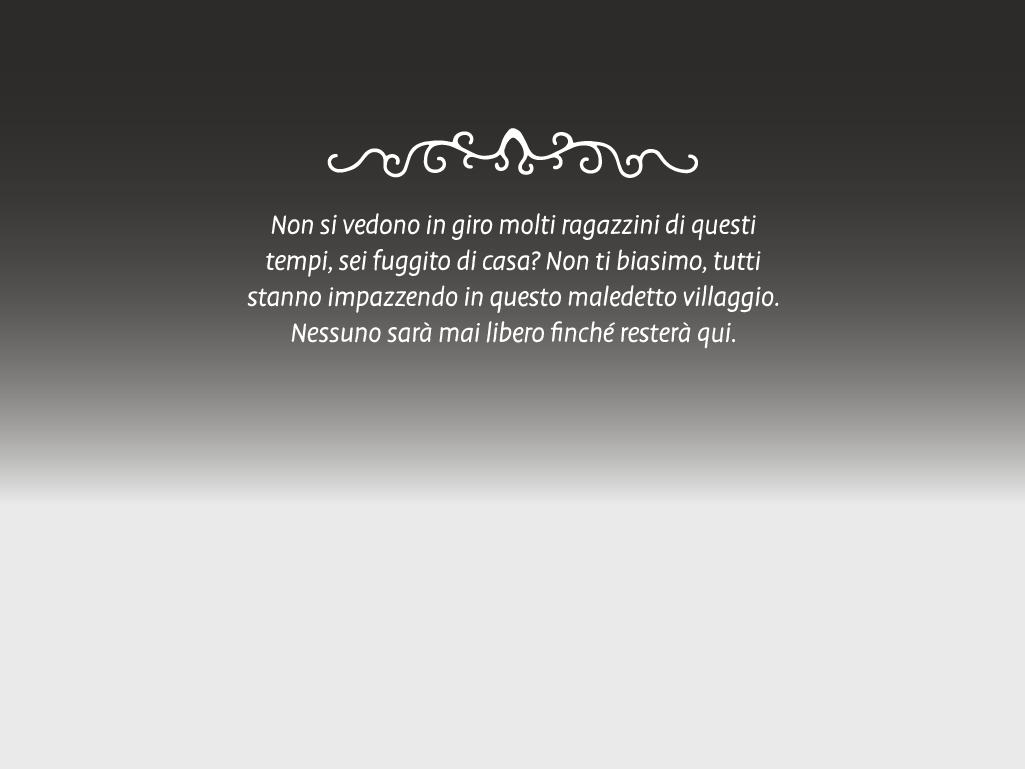 Non si vedono in giro molti ragazzini di questi
tempi, sei fuggito di casa? Non ti biasimo, tutti
stanno impazzendo in questo maledetto villaggio.
Nessuno sarà mai libero finché resterà qui.